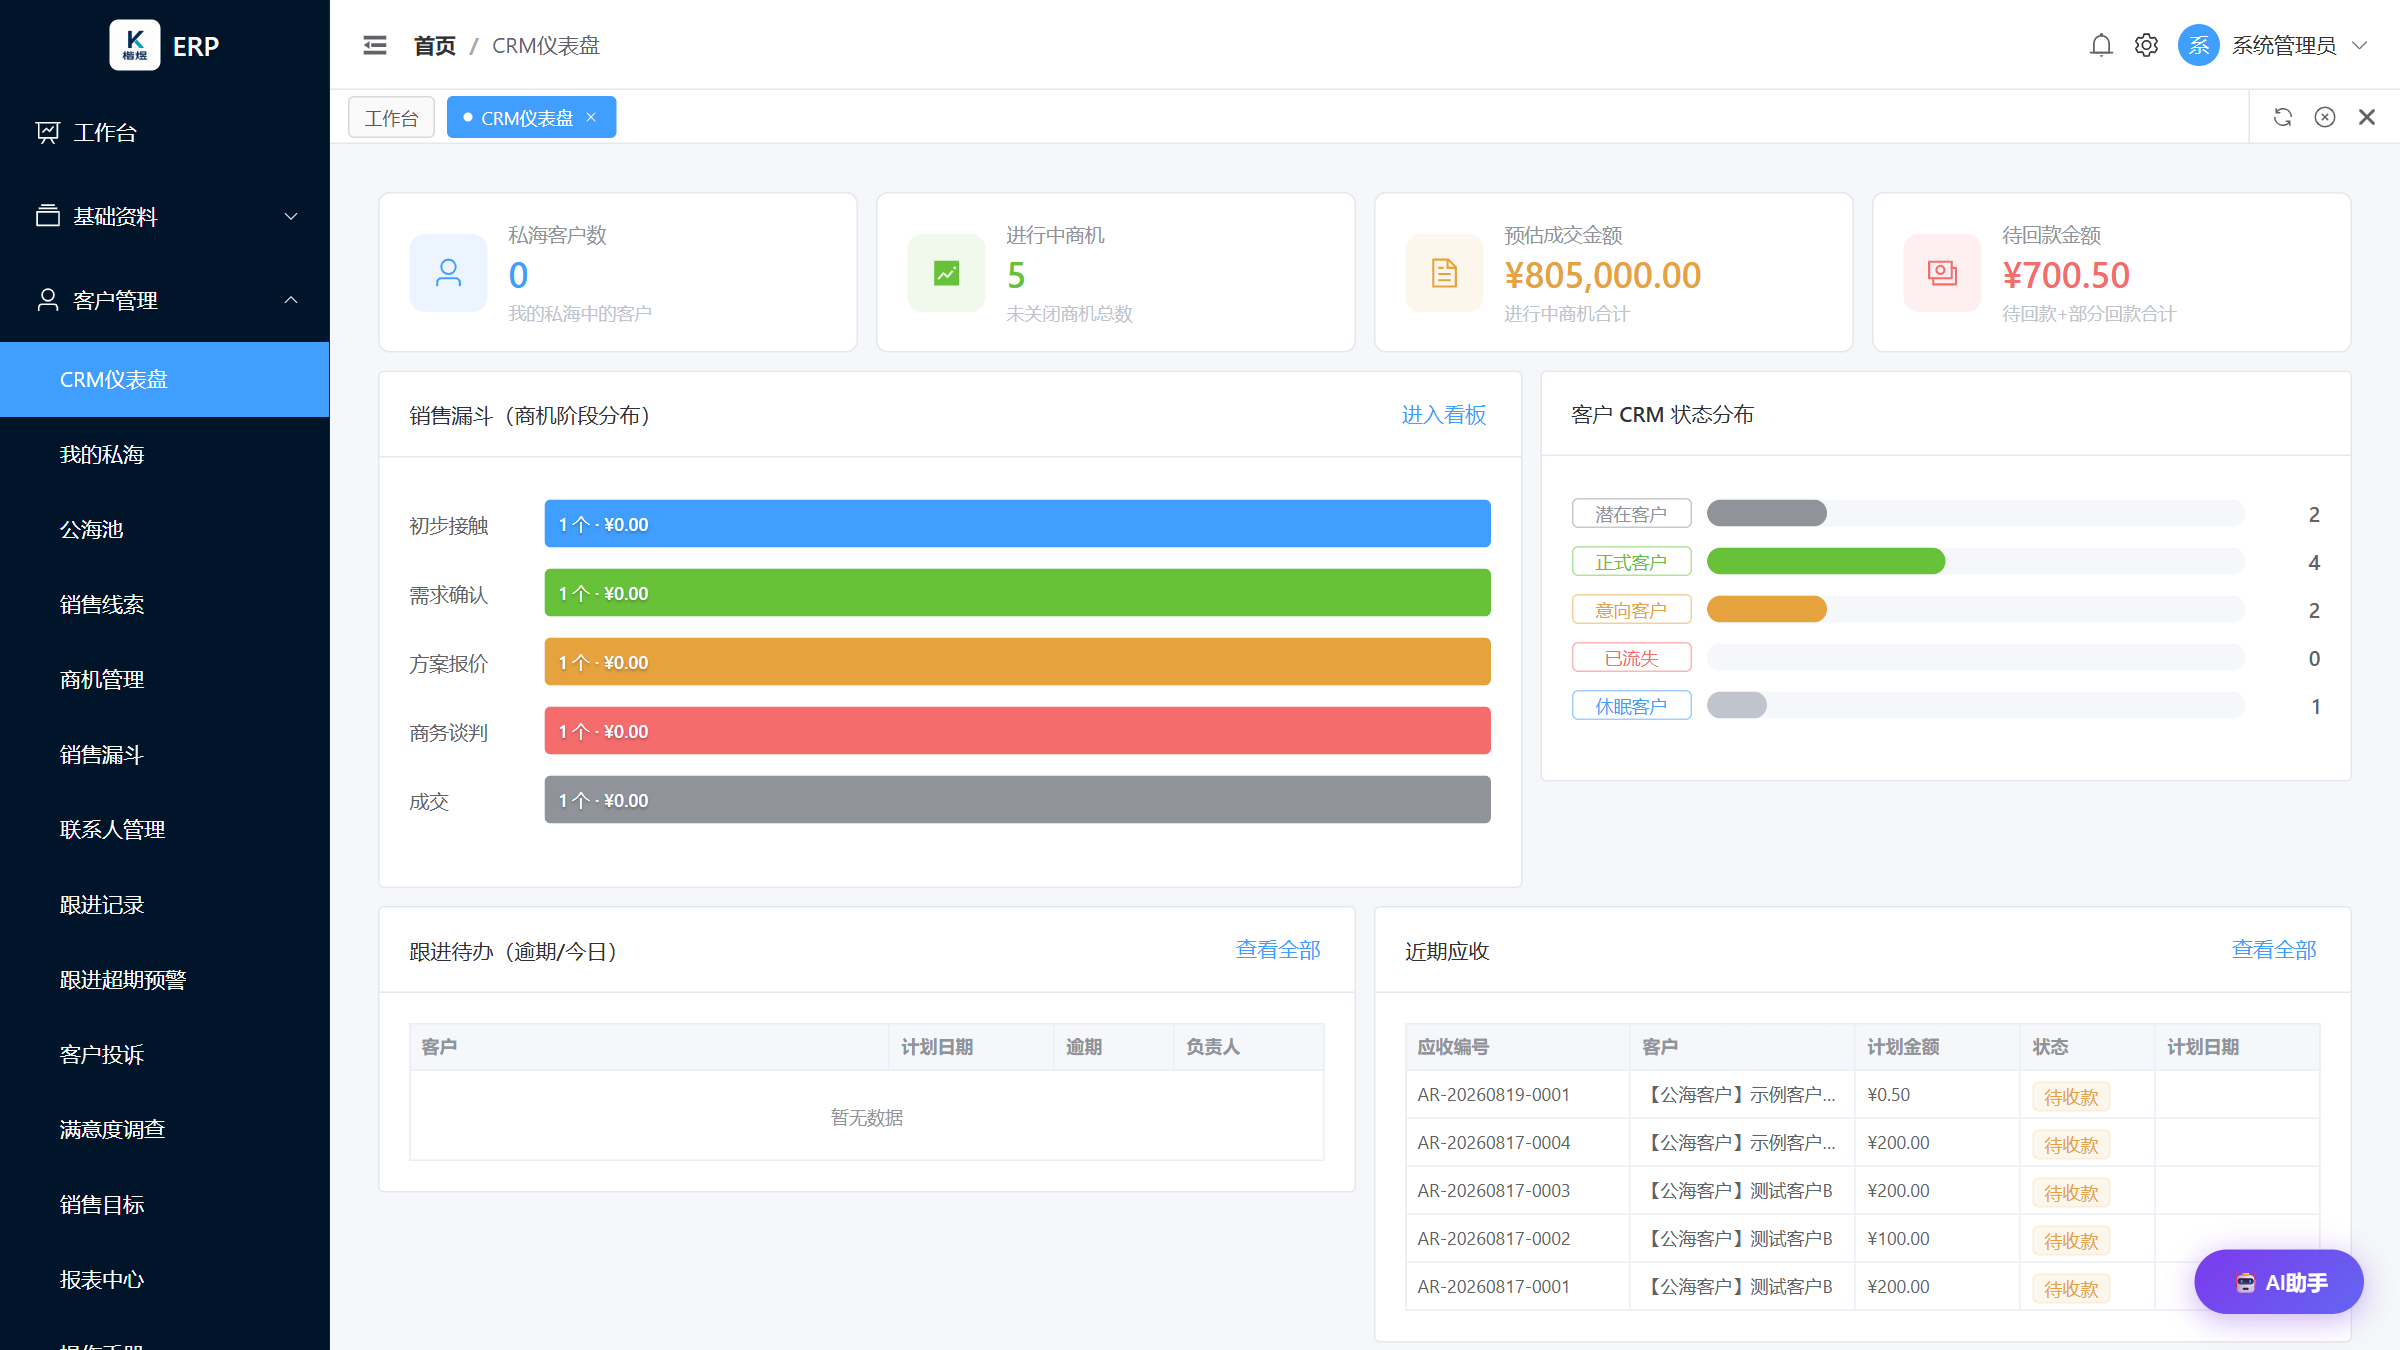 K
楷煜
ERP
工作台
基础资料
客户管理
CRM仪表盘
我的私海
公海池
销售线索
商机管理
销售漏斗
联系人管理
跟进记录
跟进超期预警
客户投诉
满意度调查
销售目标
报表中心
首页 / CRM仪表盘
系 系统管理员
工作台
CRM仪表盘
私海客户数
0
我的私海中的客户
进行中商机
5
未关闭商机总数
预估成交金额
¥805,000.00
进行中商机合计
待回款金额
¥700.50
待回款+部分回款合计
销售漏斗（商机阶段分布） 进入看板
初步接触 1 个 · ¥0.00
需求确认 1 个 · ¥0.00
方案报价 1 个 · ¥0.00
商务谈判 1 个 · ¥0.00
成交 1 个 · ¥0.00
客户 CRM 状态分布
潜在客户 2
正式客户 4
意向客户 2
已流失 0
休眠客户 1
跟进待办（逾期/今日） 查看全部
客户 计划日期 逾期 负责人
暂无数据
近期应收 查看全部
应收编号 客户 计划金额 状态 计划日期
AR-20260819-0001 【公海客户】示例客户... ¥0.50 待收款
AR-20260817-0004 【公海客户】示例客户... ¥200.00 待收款
AR-20260817-0003 【公海客户】测试客户B ¥200.00 待收款
AR-20260817-0002 【公海客户】测试客户B ¥100.00 待收款
AR-20260817-0001 【公海客户】测试客户B ¥200.00 待收款
AI助手